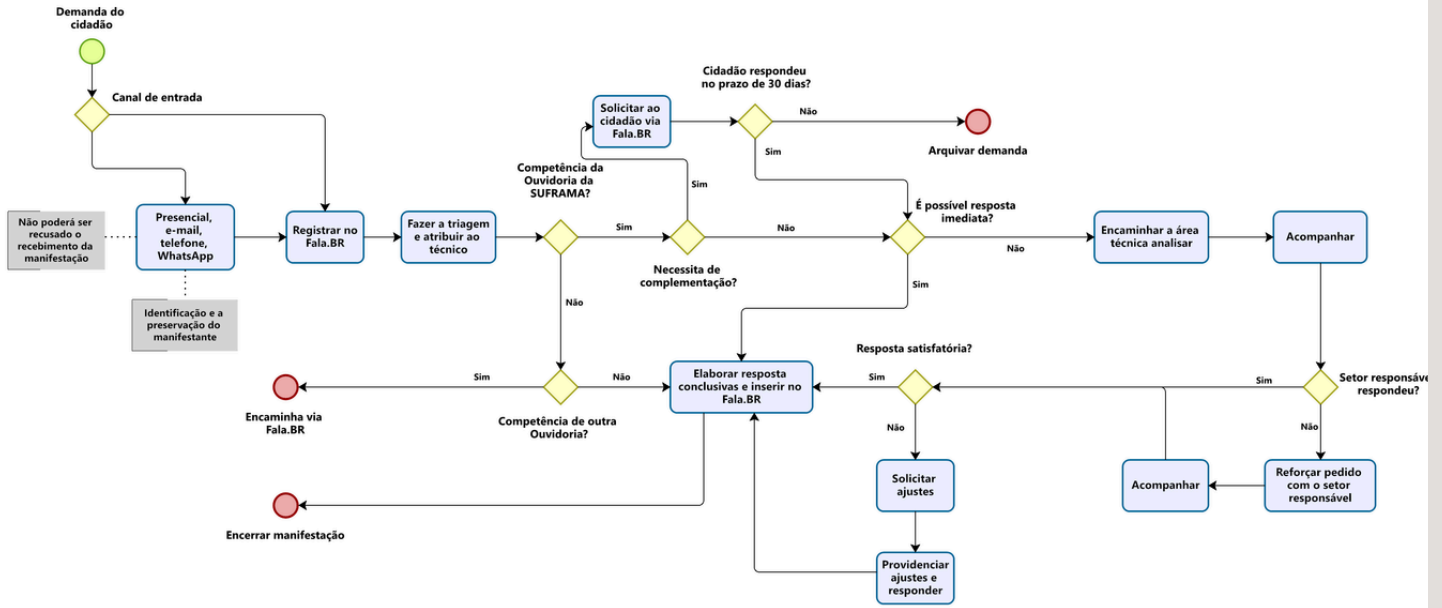 Demanda do
cidadão
Canal de entrada
Não poderá ser
recusado o
recebimento da
manifestação
Presencial,
e-mail,
telefone,
WhatsApp
Identificação e a
preservação do
manifestante
Registrar no
Fala.BR
Fazer a triagem
e atribuir ao
técnico
Competência da
Ouvidoria da
SUFRAMA?
Sim
Não
Necessita de
complementação?
Sim
Não
Solicitar ao
cidadão via
Fala.BR
Cidadão respondeu
no prazo de 30 dias?
Não
Sim
Arquivar demanda
É possível resposta
imediata?
Não
Sim
Encaminhar a área
técnica analisar
Acompanhar
Setor responsáve
respondeu?
Sim
Não
Reforçar pedido
com o setor
responsável
Acompanhar
Resposta satisfatória?
Sim
Não
Solicitar
ajustes
Providenciar
ajustes e
responder
Elaborar resposta
conclusivas e inserir no
Fala.BR
Competência de outra
Ouvidoria?
Sim
Não
Encaminha via
Fala.BR
Encerrar manifestação